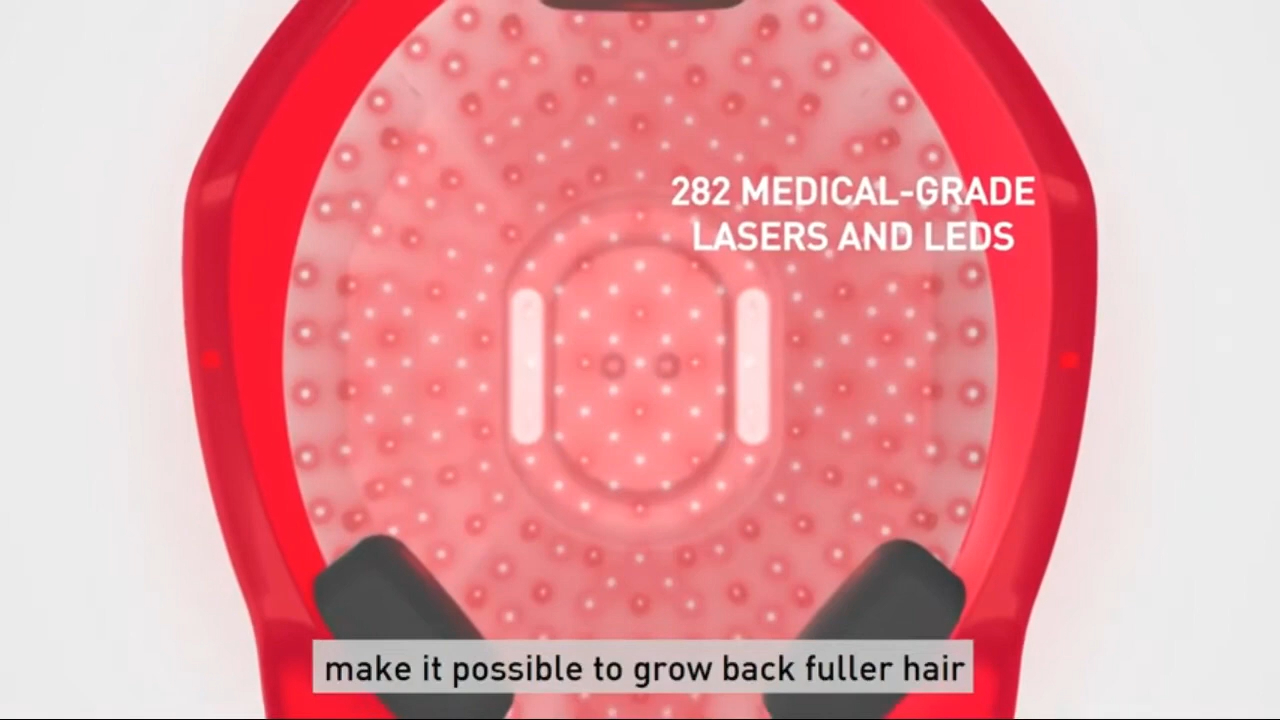 282 MEDICAL-GRADE
LASERS AND LEDS
make it possible to grow back fuller hair